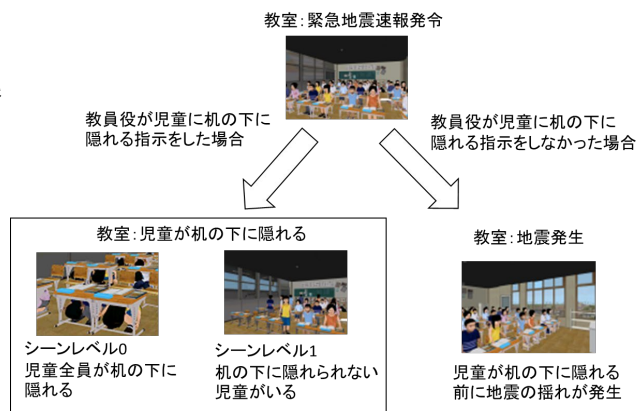 教室：緊急地震速報発令
教員役が児童に机の下に
隠れる指示をした場合
教員役が児童に机の下に
隠れる指示をしなかった場合
教室：児童が机の下に隠れる
シーンレベル0
児童全員が机の下に
隠れる
シーンレベル1
机の下に隠れられない
児童がいる
教室：地震発生
児童が机の下に隠れる
前に地震の揺れが発生